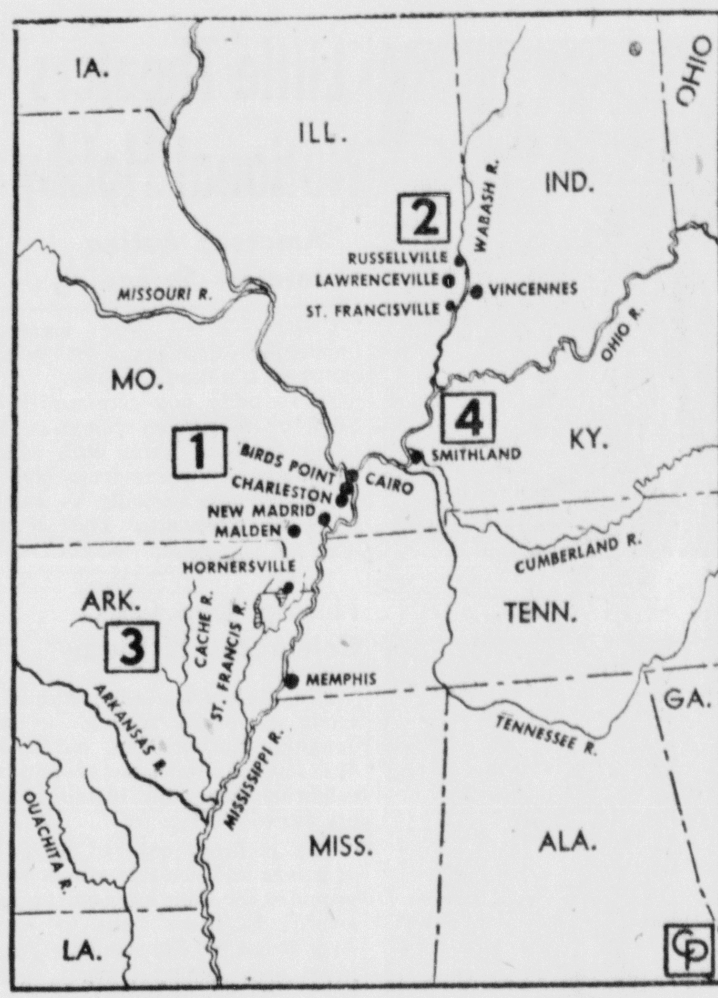 IA.
ILL.
OHIO
IND.
WABASH R.
2
RUSSELLVILLE
LAWRENCEVILLE
VINCENNES
ST. FRANCISVILLE
MISSOURI R.
OHIO R.
MO.
4
KY.
1
BIRDS POINT
SMITHLAND
CAIRO
CHARLESTON
NEW MADRID
MALDEN
CUMBERLAND R.
HORNERSVILLE
ARK.
TENN.
3
CACHE R.
ST. FRANCIS R.
MEMPHIS
GA.
ARKANSAS R.
TENNESSEE R.
MISSISSIPPI R.
OUACHITA R.
MISS.
ALA.
LA.
CP